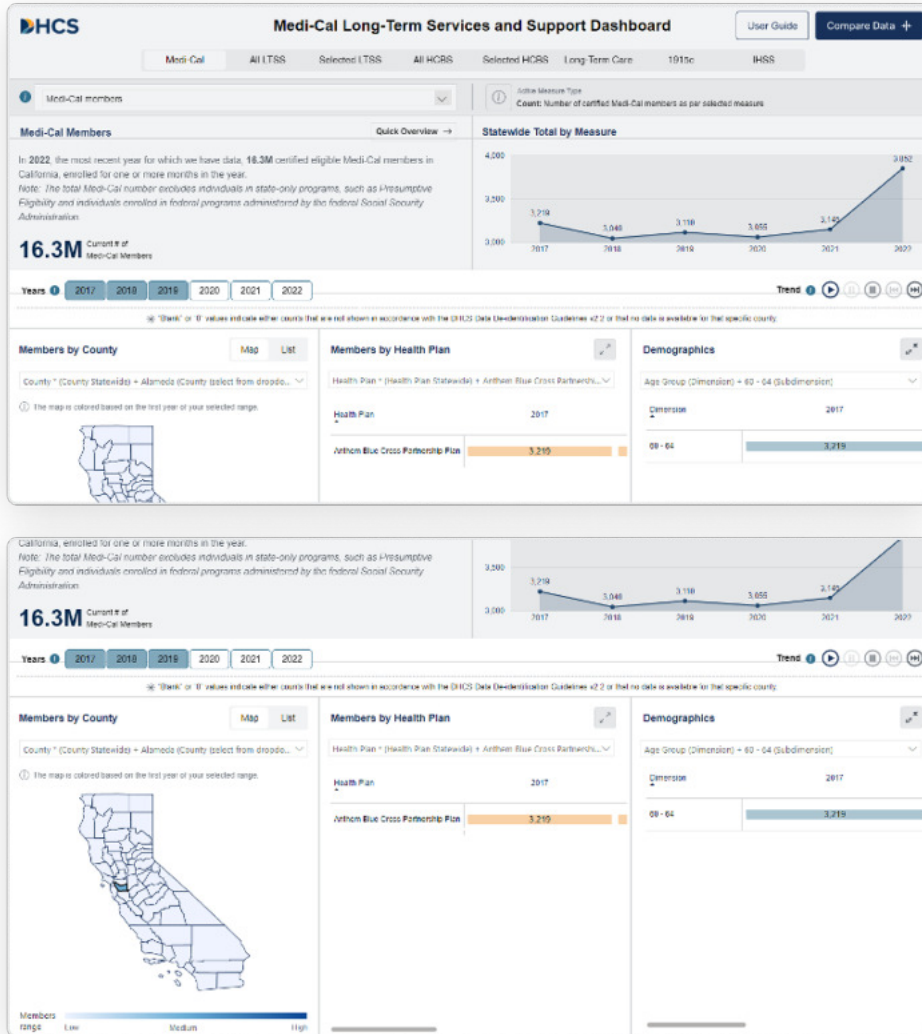 DHCS
Medi-Cal Long-Term Services and Support Dashboard
User Guide
Compare Data +
Medi-Cal
All LTSS
Selected LTSS
All HCBS
Selected HCBS
Long-Term Care
1915c
IHSS
Medi-Cal members
Active Measure Type
Count: Number of certified Medi-Cal members as per selected measure
Medi-Cal Members
Quick Overview →
In 2022, the most recent year for which we have data, 16.3M certified eligible Medi-Cal members in
California, enrolled for one or more months in the year.
Note: The total Medi-Cal number excludes individuals in state-only programs, such as Presumptive
Eligibility and individuals enrolled in federal programs administered by the federal Social Security
Administration
16.3M Current # of
Medi-Cal Members
Statewide Total by Measure
4,000
3,500
3,000
3,219
3,040
3,110
3,055
3,145
3,852
2017
2018
2019
2020
2021
2022
Years
2017
2018
2019
2020
2021
2022
Trend
"Blank" or '0' values indicate either counts that are not shown in accordance with the DHCS Data De-identification Guidelines v2.2 or that no data is available for that specific county.
Members by County
Map
List
County * (County Statewide) + Alameda (County (select from dropdo...
The map is colored based on the first year of your selected range.
Members by Health Plan
Health Plan * (Health Plan Statewide) + Anthem Blue Cross Partnershi...
Health Plan
2017
Anthem Blue Cross Partnership Plan
3,219
Demographics
Age Group (Dimension) + 60 - 64 (Subdimension)
Dimension
2017
60 - 64
3,219
California, enrolled for one or more months in the year.
Note: The total Medi-Cal number excludes individuals in state-only programs, such as Presumptive
Eligibility and individuals enrolled in federal programs administered by the federal Social Security
Administration
16.3M Current # of
Medi-Cal Members
3,500
3,000
3,219
3,040
3,110
3,055
3,145
2017
2018
2019
2020
2021
2022
Years
2017
2018
2019
2020
2021
2022
Trend
"Blank" or '0' values indicate either counts that are not shown in accordance with the DHCS Data De-identification Guidelines v2.2 or that no data is available for that specific county.
Members by County
Map
List
County * (County Statewide) + Alameda (County (select from dropdo...
The map is colored based on the first year of your selected range.
Members
range
Low
Medium
High
Members by Health Plan
Health Plan * (Health Plan Statewide) + Anthem Blue Cross Partnershi...
Health Plan
2017
Anthem Blue Cross Partnership Plan
3,219
Demographics
Age Group (Dimension) + 60 - 64 (Subdimension)
Dimension
2017
60 - 64
3,219